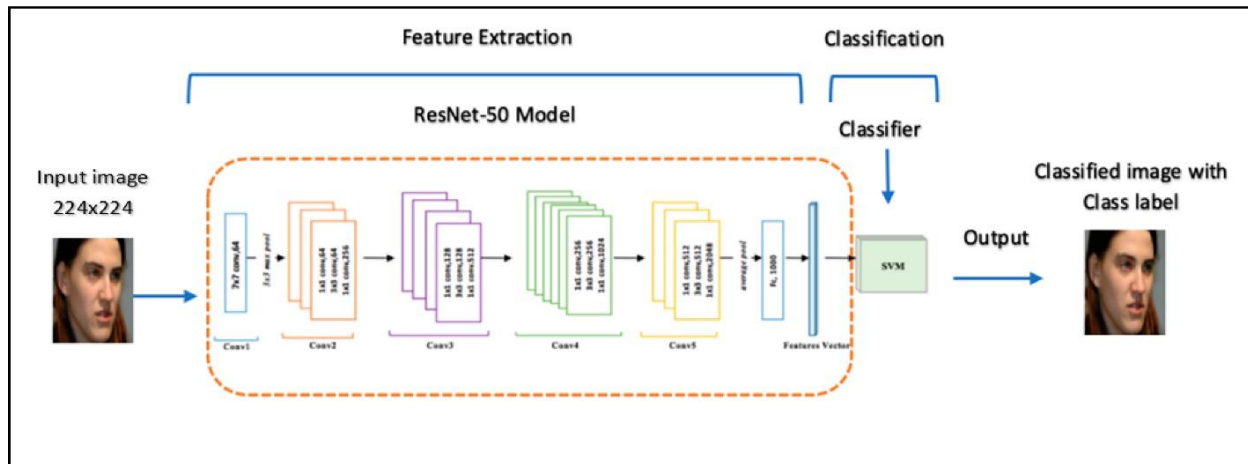 Feature Extraction
Classification
ResNet-50 Model
Classifier
Input image
224x224
Classified image with
Class label
Output
7x7 conv,64
3x3 max pool
1x1 conv,64
3x3 conv,64
1x1 conv,256
1x1 conv,128
3x3 conv,128
1x1 conv,512
1x1 conv,256
3x3 conv,256
1x1 conv,1024
1x1 conv,512
3x3 conv,512
1x1 conv,2048
average pool
fc, 1000
SVM
Conv1
Conv2
Conv3
Conv4
Conv5
Features Vector